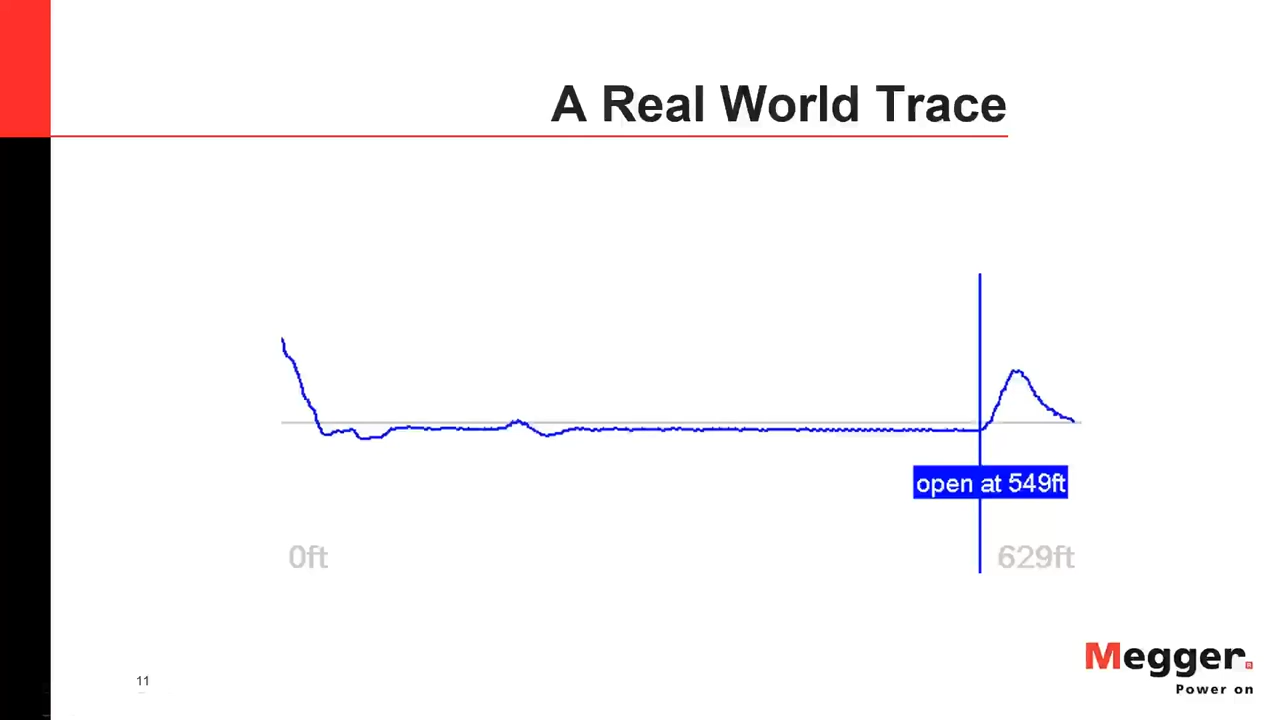 A Real World Trace
open at 549ft
0ft
629ft
11
Megger.
Power on